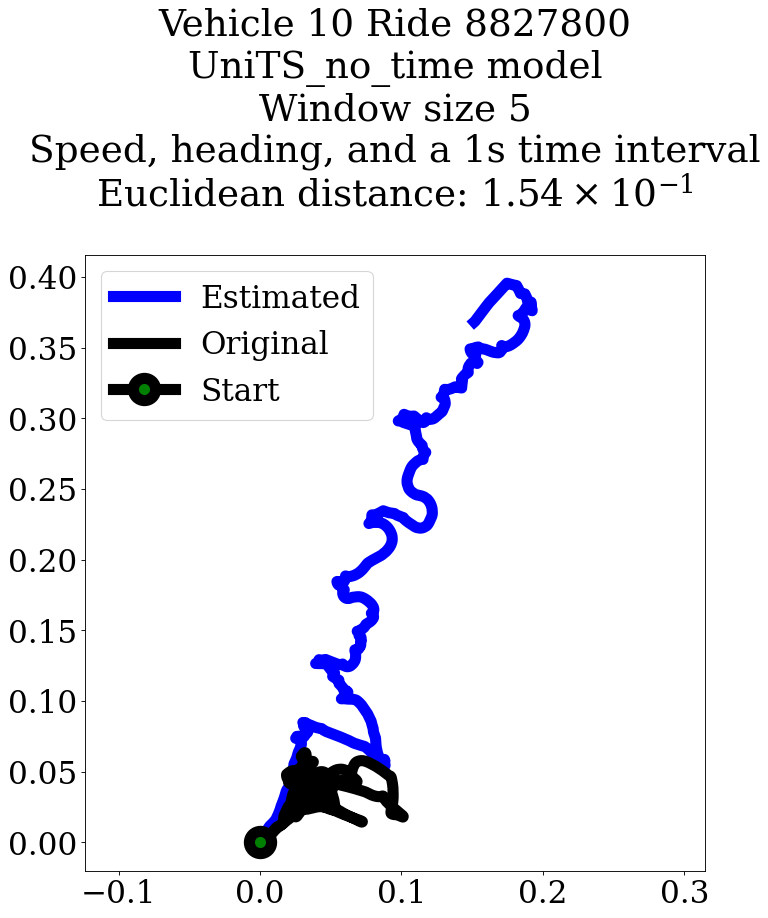 Vehicle 10 Ride 8827800
UniTS_no_time model
Window size 5
Speed, heading, and a 1s time interval
Euclidean distance: 1.54 × 10⁻¹
Estimated
Original
Start
0.40
0.35
0.30
0.25
0.20
0.15
0.10
0.05
0.00
−0.1
0.0
0.1
0.2
0.3